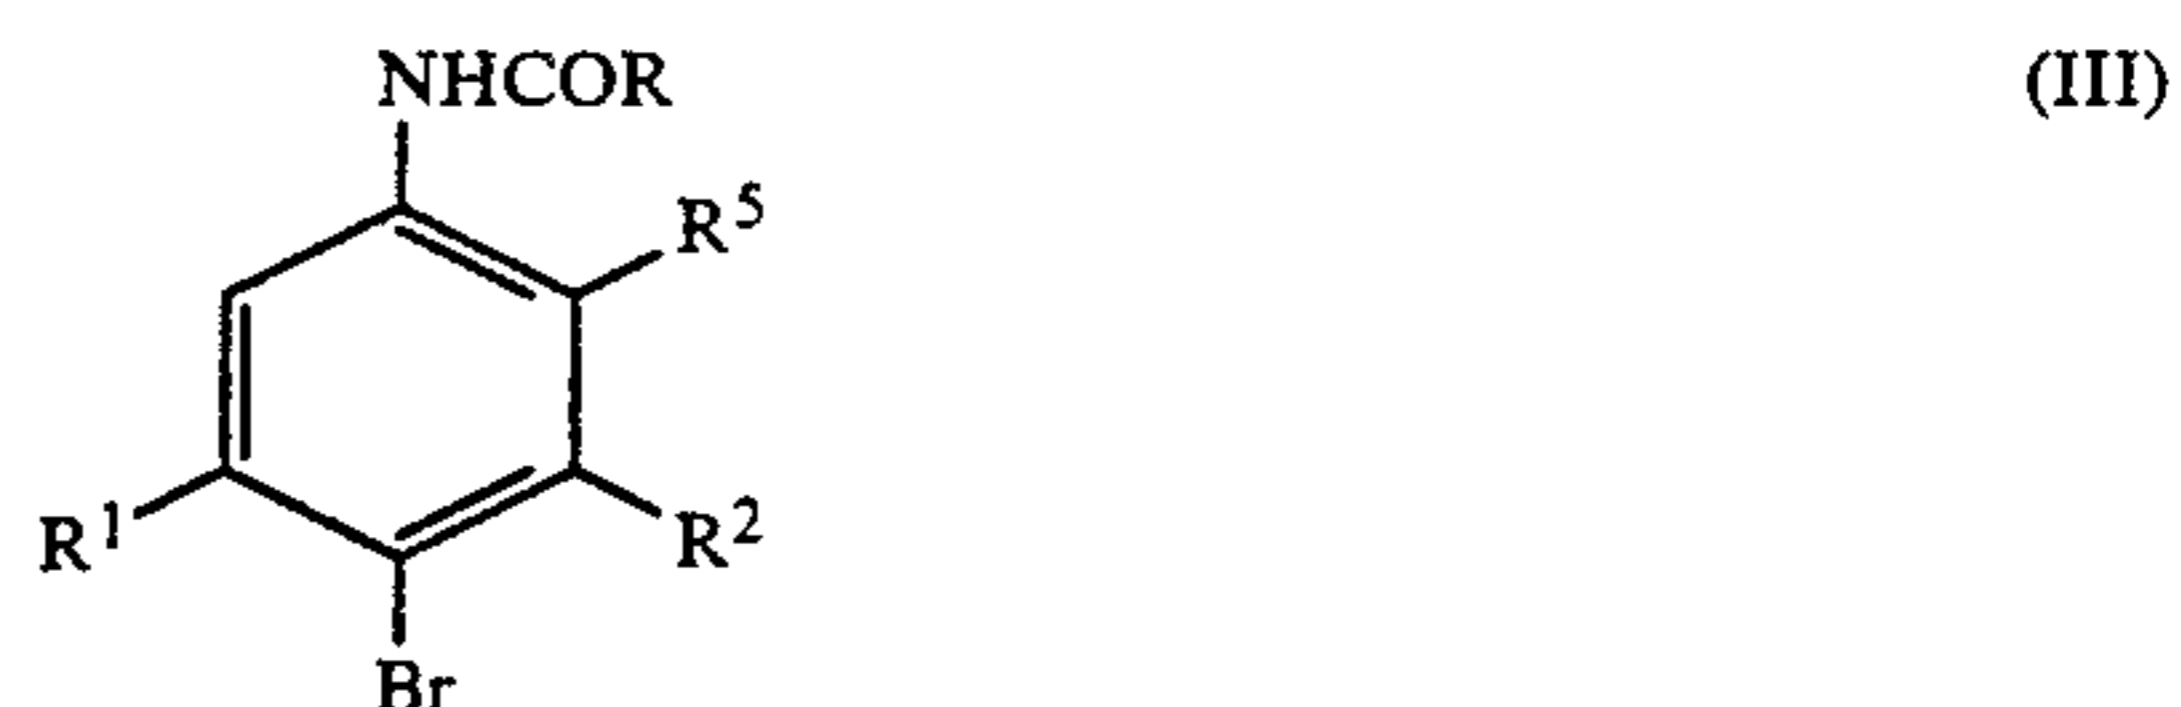 NHCOR (III)
R⁵
R¹ R²
Br